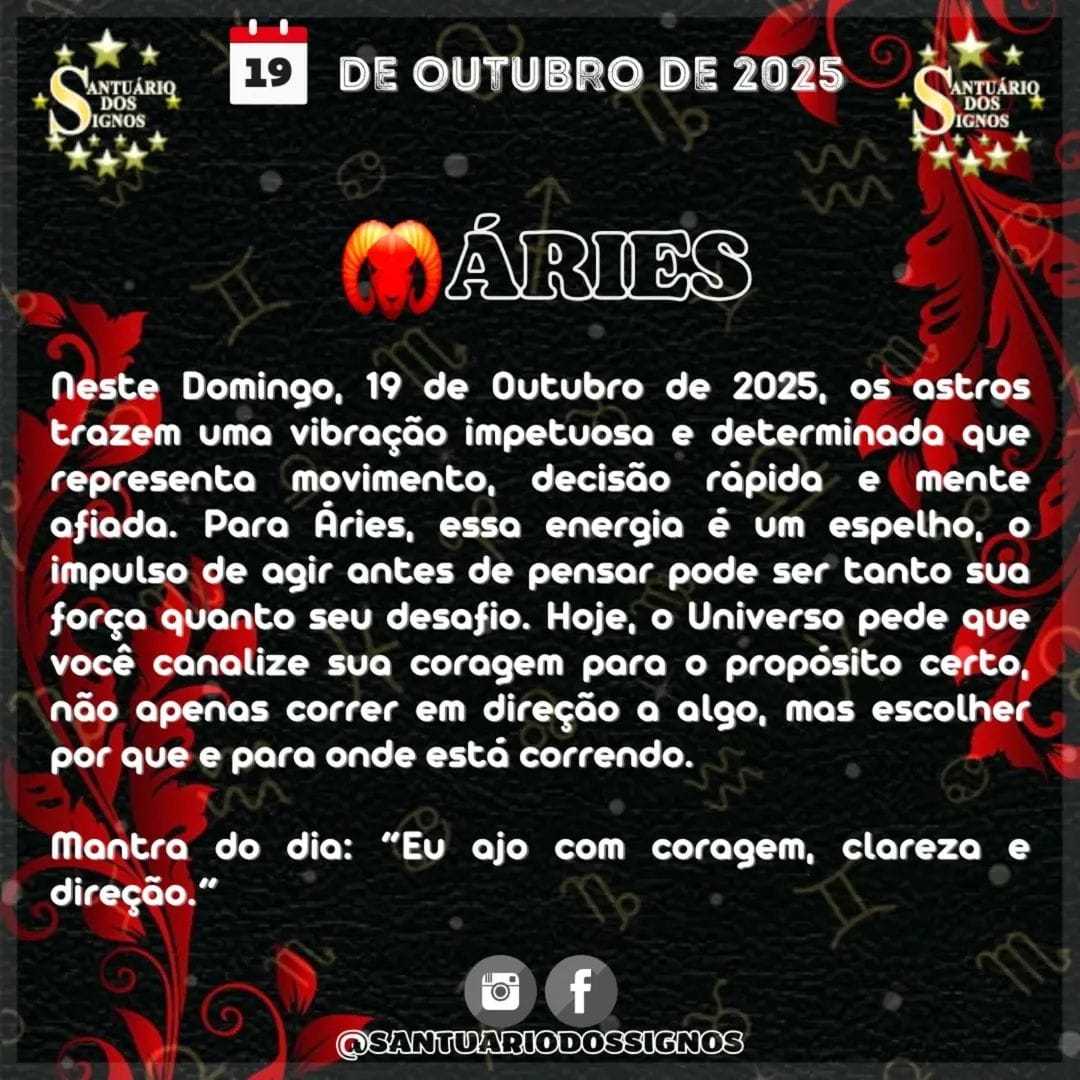 SANTUÁRIO
DOS
SIGNOS
19 DE OUTUBRO DE 2025
SANTUÁRIO
DOS
SIGNOS
ÁRIES
Neste Domingo, 19 de Outubro de 2025, os astros
trazem uma vibração impetuosa e determinada que
representa movimento, decisão rápida e mente
afiada. Para Áries, essa energia é um espelho, o
impulso de agir antes de pensar pode ser tanto sua
força quanto seu desafio. Hoje, o Universo pede que
você canalize sua coragem para o propósito certo,
não apenas correr em direção a algo, mas escolher
por que e para onde está correndo.
Mantra do dia: “Eu ajo com coragem, clareza e
direção.”
@SANTUARIODOSSIGNOS